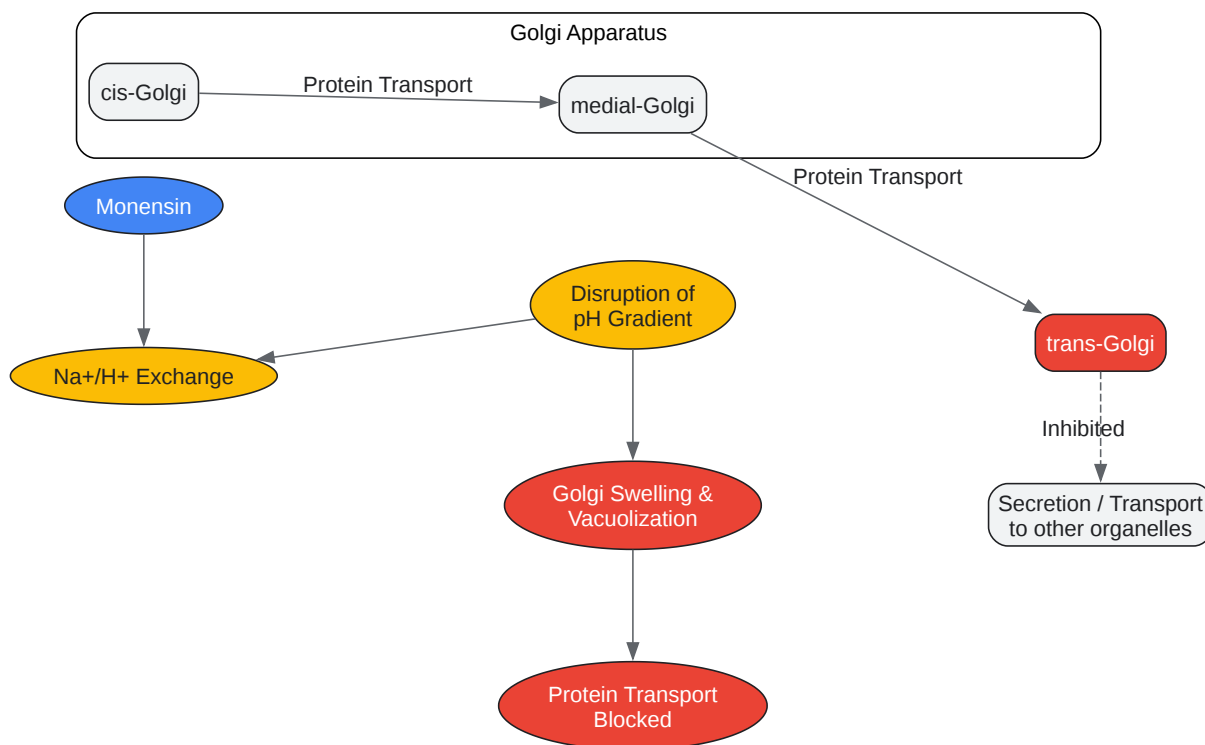 Golgi Apparatus
cis-Golgi
Protein Transport
medial-Golgi
Protein Transport
Monensin
Disruption of
pH Gradient
Na+/H+ Exchange
trans-Golgi
Inhibited
Golgi Swelling &
Vacuolization
Secretion / Transport
to other organelles
Protein Transport
Blocked